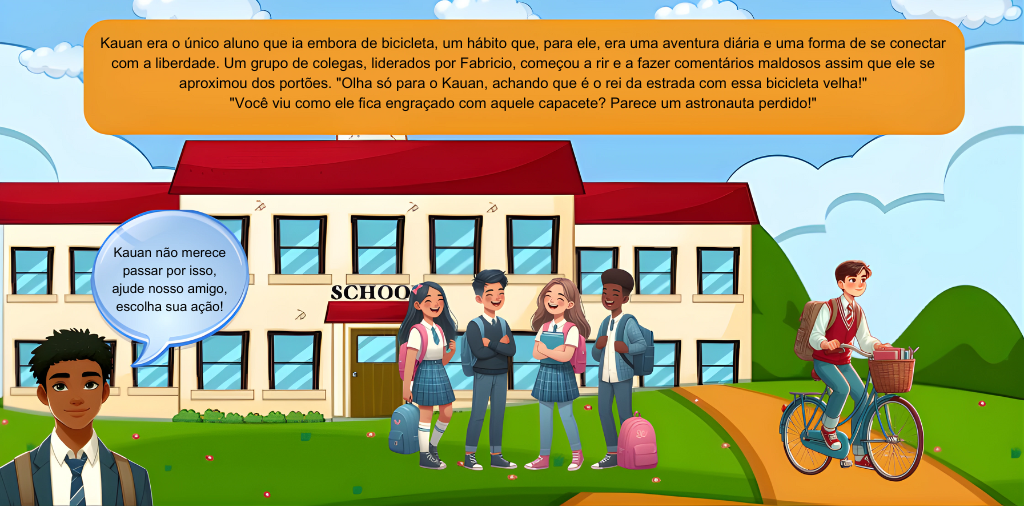 Kauan era o único aluno que ia embora de bicicleta, um hábito que, para ele, era uma aventura diária e uma forma de se conectar
com a liberdade. Um grupo de colegas, liderados por Fabricio, começou a rir e a fazer comentários maldosos assim que ele se
aproximou dos portões. "Olha só para o Kauan, achando que é o rei da estrada com essa bicicleta velha!"
"Você viu como ele fica engraçado com aquele capacete? Parece um astronauta perdido!"
Kauan não merece
passar por isso,
ajude nosso amigo,
escolha sua ação!
SCHOO